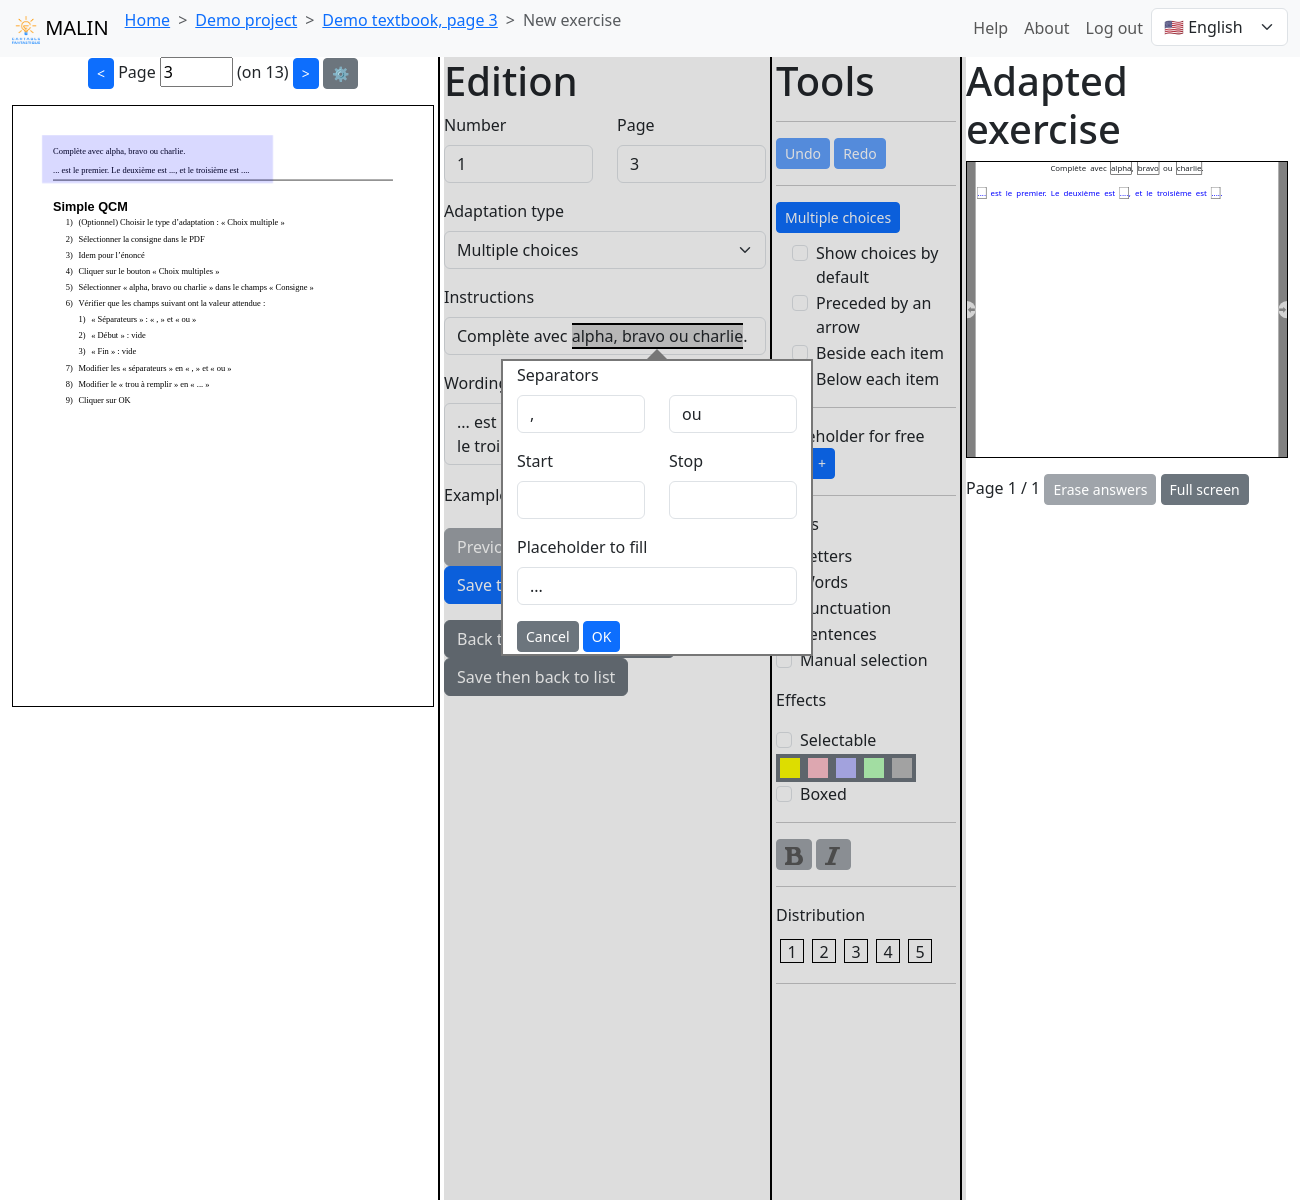 MALIN
Home > Demo project > Demo textbook, page 3 > New exercise
Help About Log out 🇺🇸 English
< Page 3 (on 13) > ⚙️
Complète avec alpha, bravo ou charlie.
... est le premier. Le deuxième est ..., et le troisième est ....
Simple QCM
1) (Optionnel) Choisir le type d’adaptation : « Choix multiple »
2) Sélectionner la consigne dans le PDF
3) Idem pour l’énoncé
4) Cliquer sur le bouton « Choix multiples »
5) Sélectionner « alpha, bravo ou charlie » dans le champs « Consigne »
6) Vérifier que les champs suivant ont la valeur attendue :
1) « Séparateurs » : « , » et « ou »
2) « Début » : vide
3) « Fin » : vide
7) Modifier les « séparateurs » en « , » et « ou »
8) Modifier le « trou à remplir » en « ... »
9) Cliquer sur OK
Edition
Number Page
1 3
Adaptation type
Multiple choices
Instructions
Complète avec alpha, bravo ou charlie.
Wording
... est
le troi
Example
Previo
Save t
Back t
Save then back to list
Separators
, ou
Start Stop
Placeholder to fill
...
Cancel OK
Tools
Undo Redo
Multiple choices
Show choices by
default
Preceded by an
arrow
Beside each item
Below each item
eholder for free
+
s
etters
ords
unctuation
entences
Manual selection
Effects
Selectable
Boxed
B I
Distribution
1 2 3 4 5
Adapted
exercise
Complète avec alpha, bravo ou charlie.
.... est le premier. Le deuxième est ...., et le troisième est ....
Page 1 / 1 Erase answers Full screen